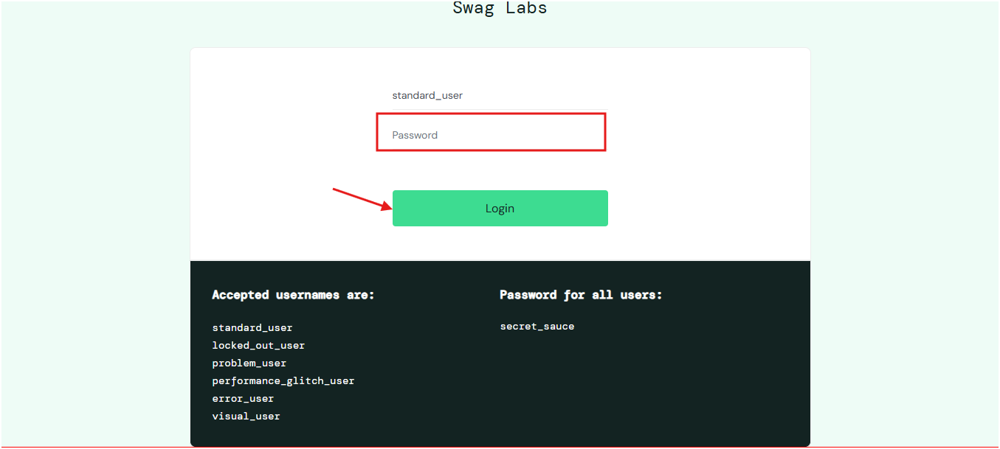 Swag Labs
standard_user
Password
Login
Accepted usernames are:
standard_user
locked_out_user
problem_user
performance_glitch_user
error_user
visual_user
Password for all users:
secret_sauce